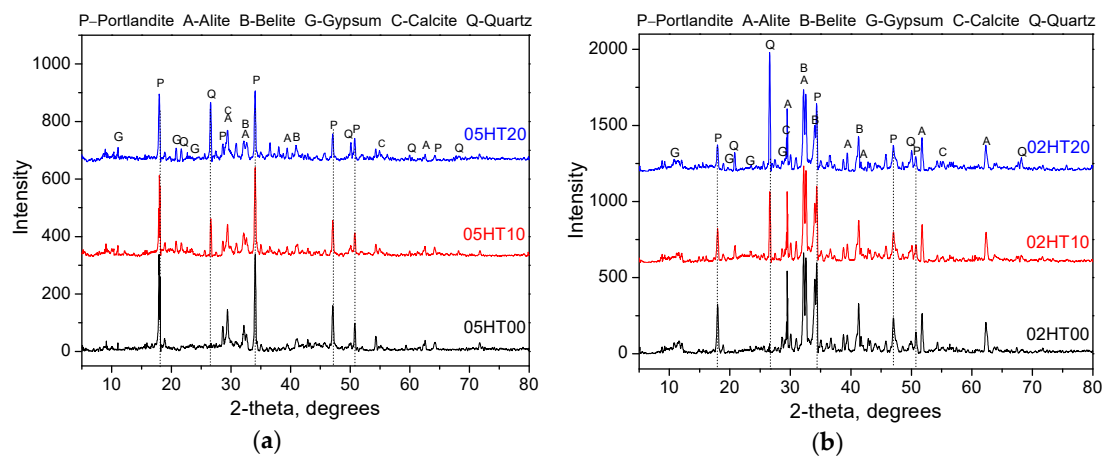 P–Portlandite A-Alite B-Belite G-Gypsum C-Calcite Q-Quartz
Intensity
1000
800
600
400
200
0
G
P
G
Q
G
Q
P
C
A
B
A
P
A
B
P
Q
P
C
Q
A
P
Q
05HT20
05HT10
05HT00
10 20 30 40 50 60 70 80
2-theta, degrees
(a)
P–Portlandite A-Alite B-Belite G-Gypsum C-Calcite Q-Quartz
Intensity
2000
1500
1000
500
0
G
P
G
Q
G
Q
G
C
A
B
A
B
P
A
B
A
P
Q
P
A
C
A
Q
02HT20
02HT10
02HT00
10 20 30 40 50 60 70 80
2-theta, degrees
(b)